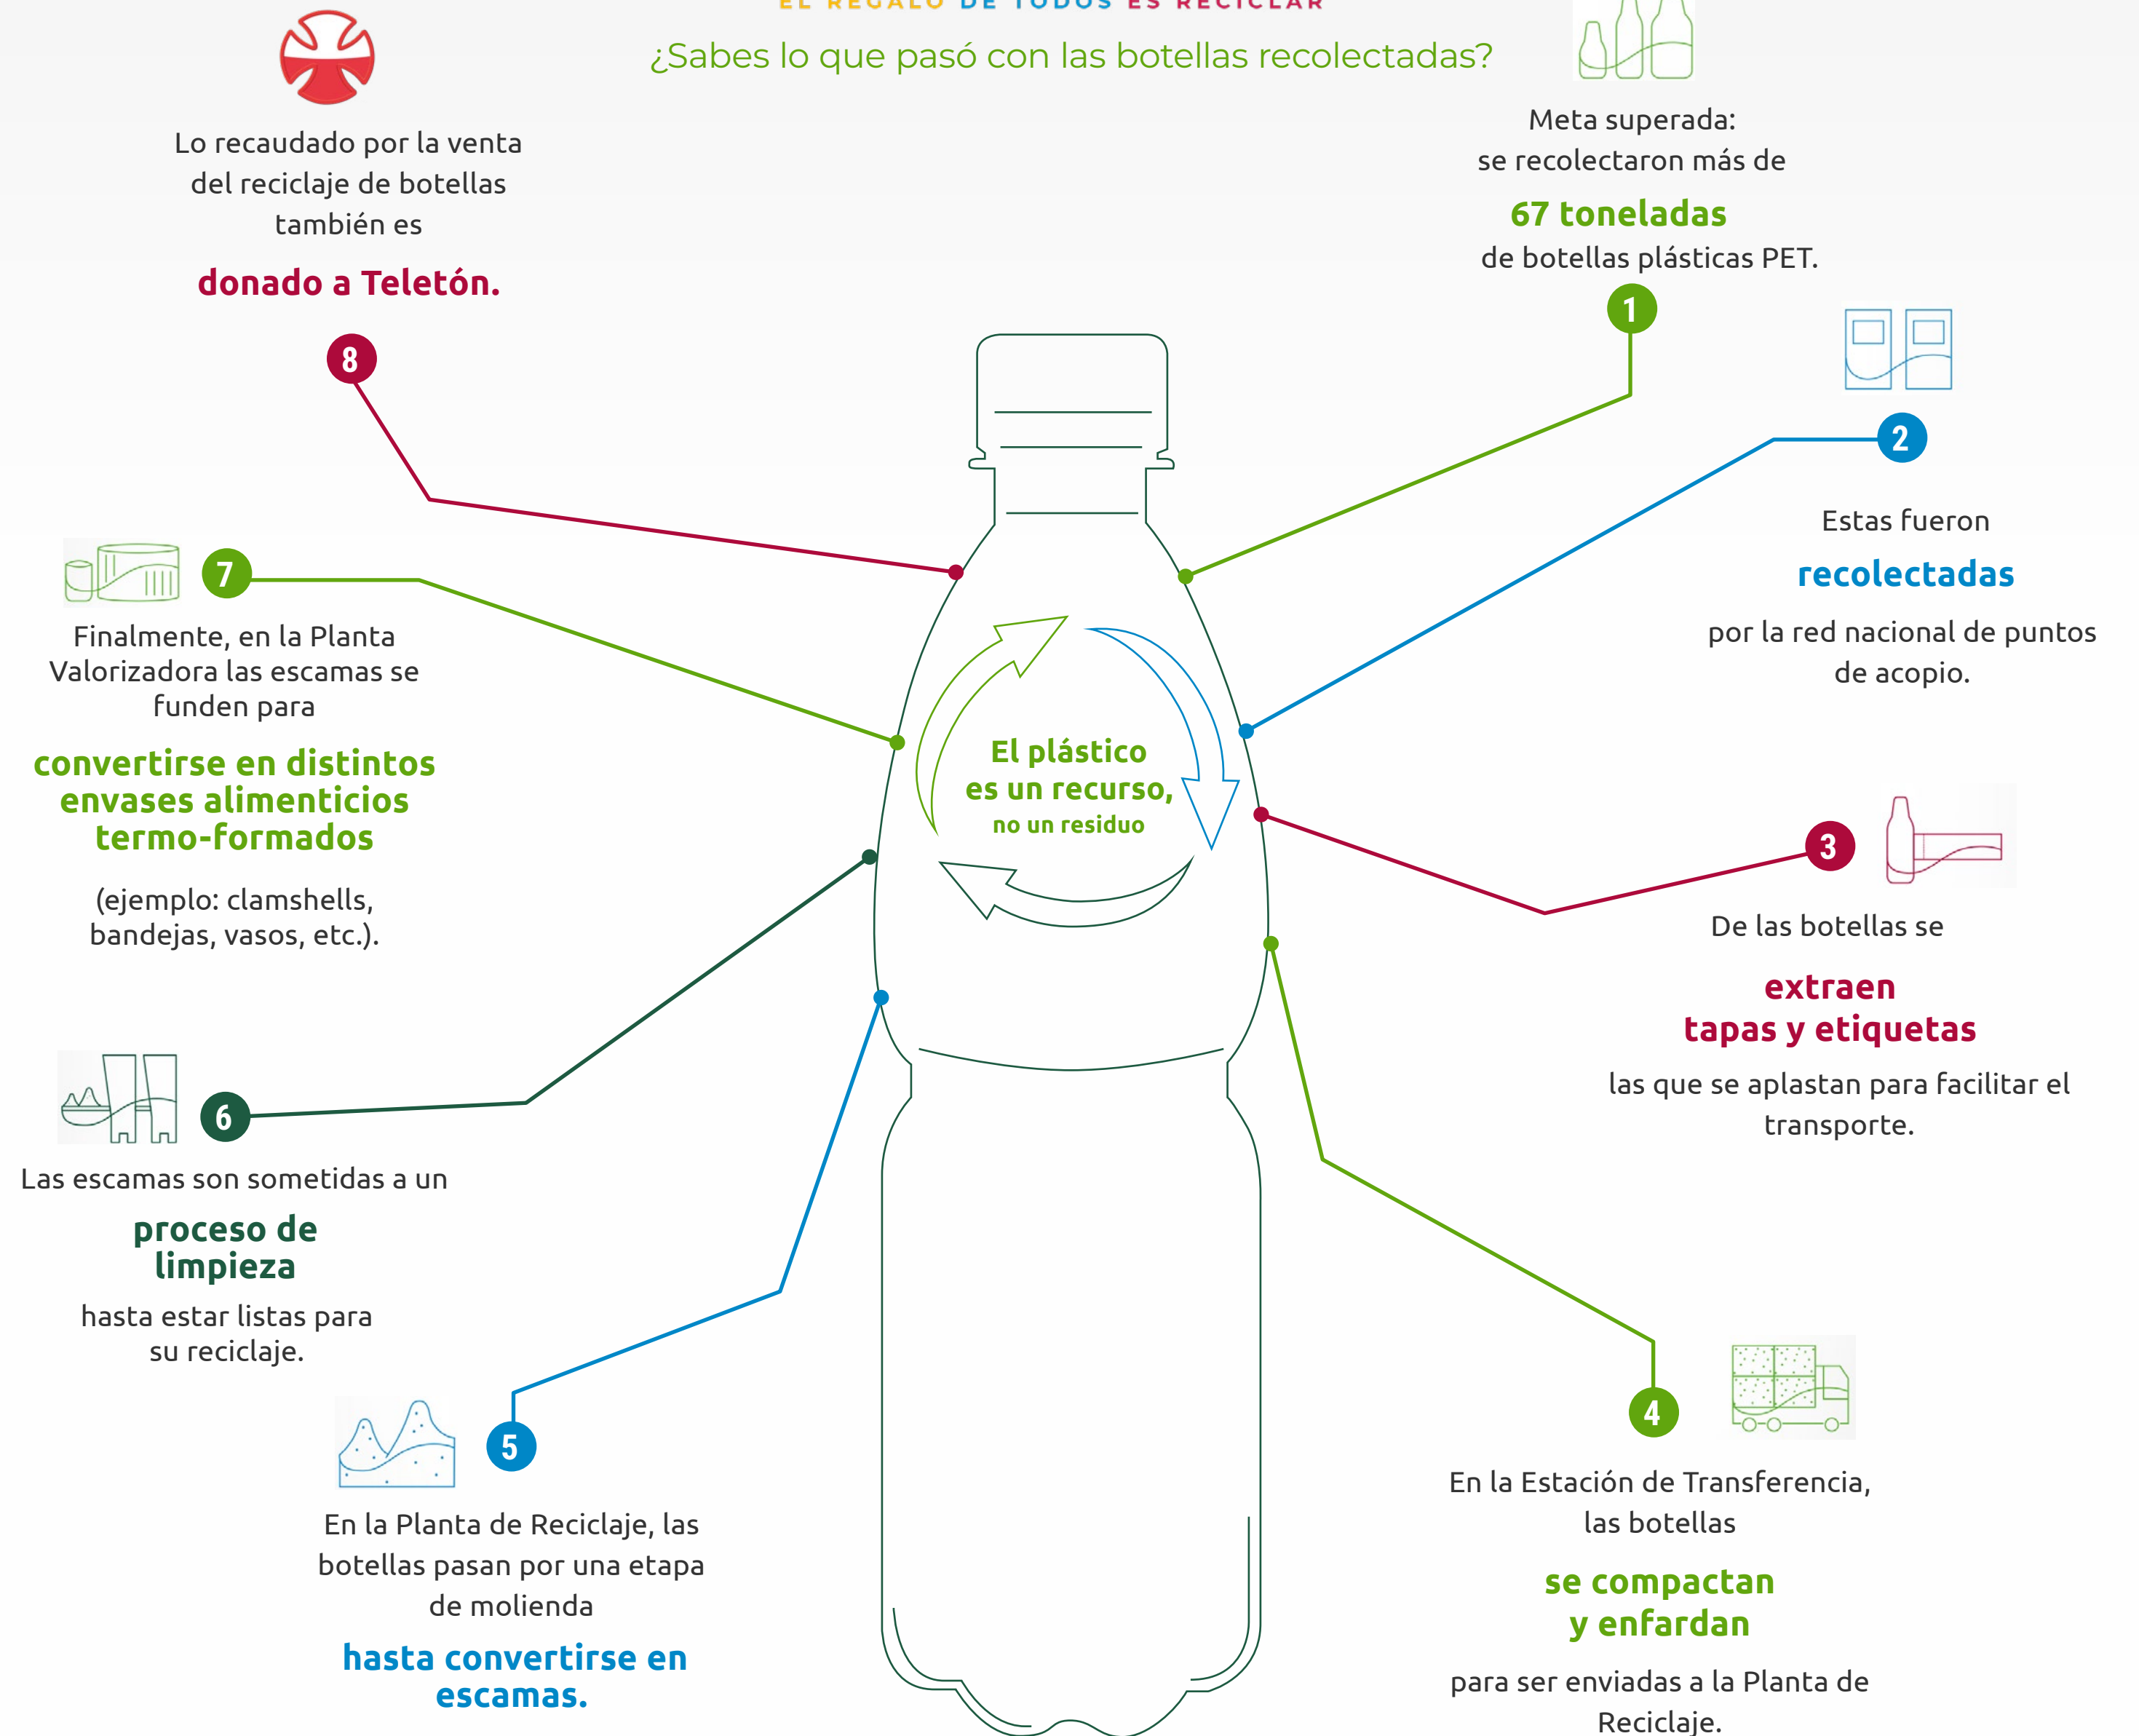 EL REGALO DE TODOS ES RECICLAR
¿Sabes lo que pasó con las botellas recolectadas?
Meta superada:
se recolectaron más de
67 toneladas
de botellas plásticas PET.
1
2
Estas fueron
recolectadas
por la red nacional de puntos
de acopio.
3
De las botellas se
extraen
tapas y etiquetas
las que se aplastan para facilitar el
transporte.
4
En la Estación de Transferencia,
las botellas
se compactan
y enfardan
para ser enviadas a la Planta de
Reciclaje.
5
En la Planta de Reciclaje, las
botellas pasan por una etapa
de molienda
hasta convertirse en
escamas.
6
Las escamas son sometidas a un
proceso de
limpieza
hasta estar listas para
su reciclaje.
7
Finalmente, en la Planta
Valorizadora las escamas se
funden para
convertirse en distintos
envases alimenticios
termo-formados
(ejemplo: clamshells,
bandejas, vasos, etc.).
Lo recaudado por la venta
del reciclaje de botellas
también es
donado a Teletón.
8
El plástico
es un recurso,
no un residuo